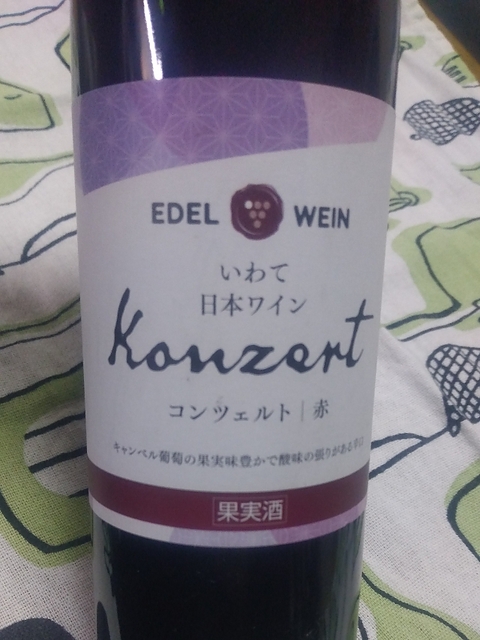 EDEL WEIN
いわて
日本ワイン
Konzert
コンツェルト|赤
キャンベル葡萄の果実味豊かで酸味の張りがある辛口
果実酒